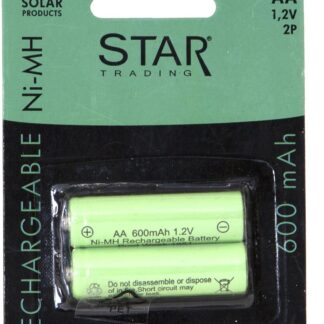 SOLAR
PRODUCTS
AA
1,2V
2P
STAR
TRADING
RECHARGEABLE Ni-MH
600 mAh
AA 600mAh 1.2V
Ni-MH Rechargeable Battery
Do not disassemble or dispose
of in fire. Short circuit may